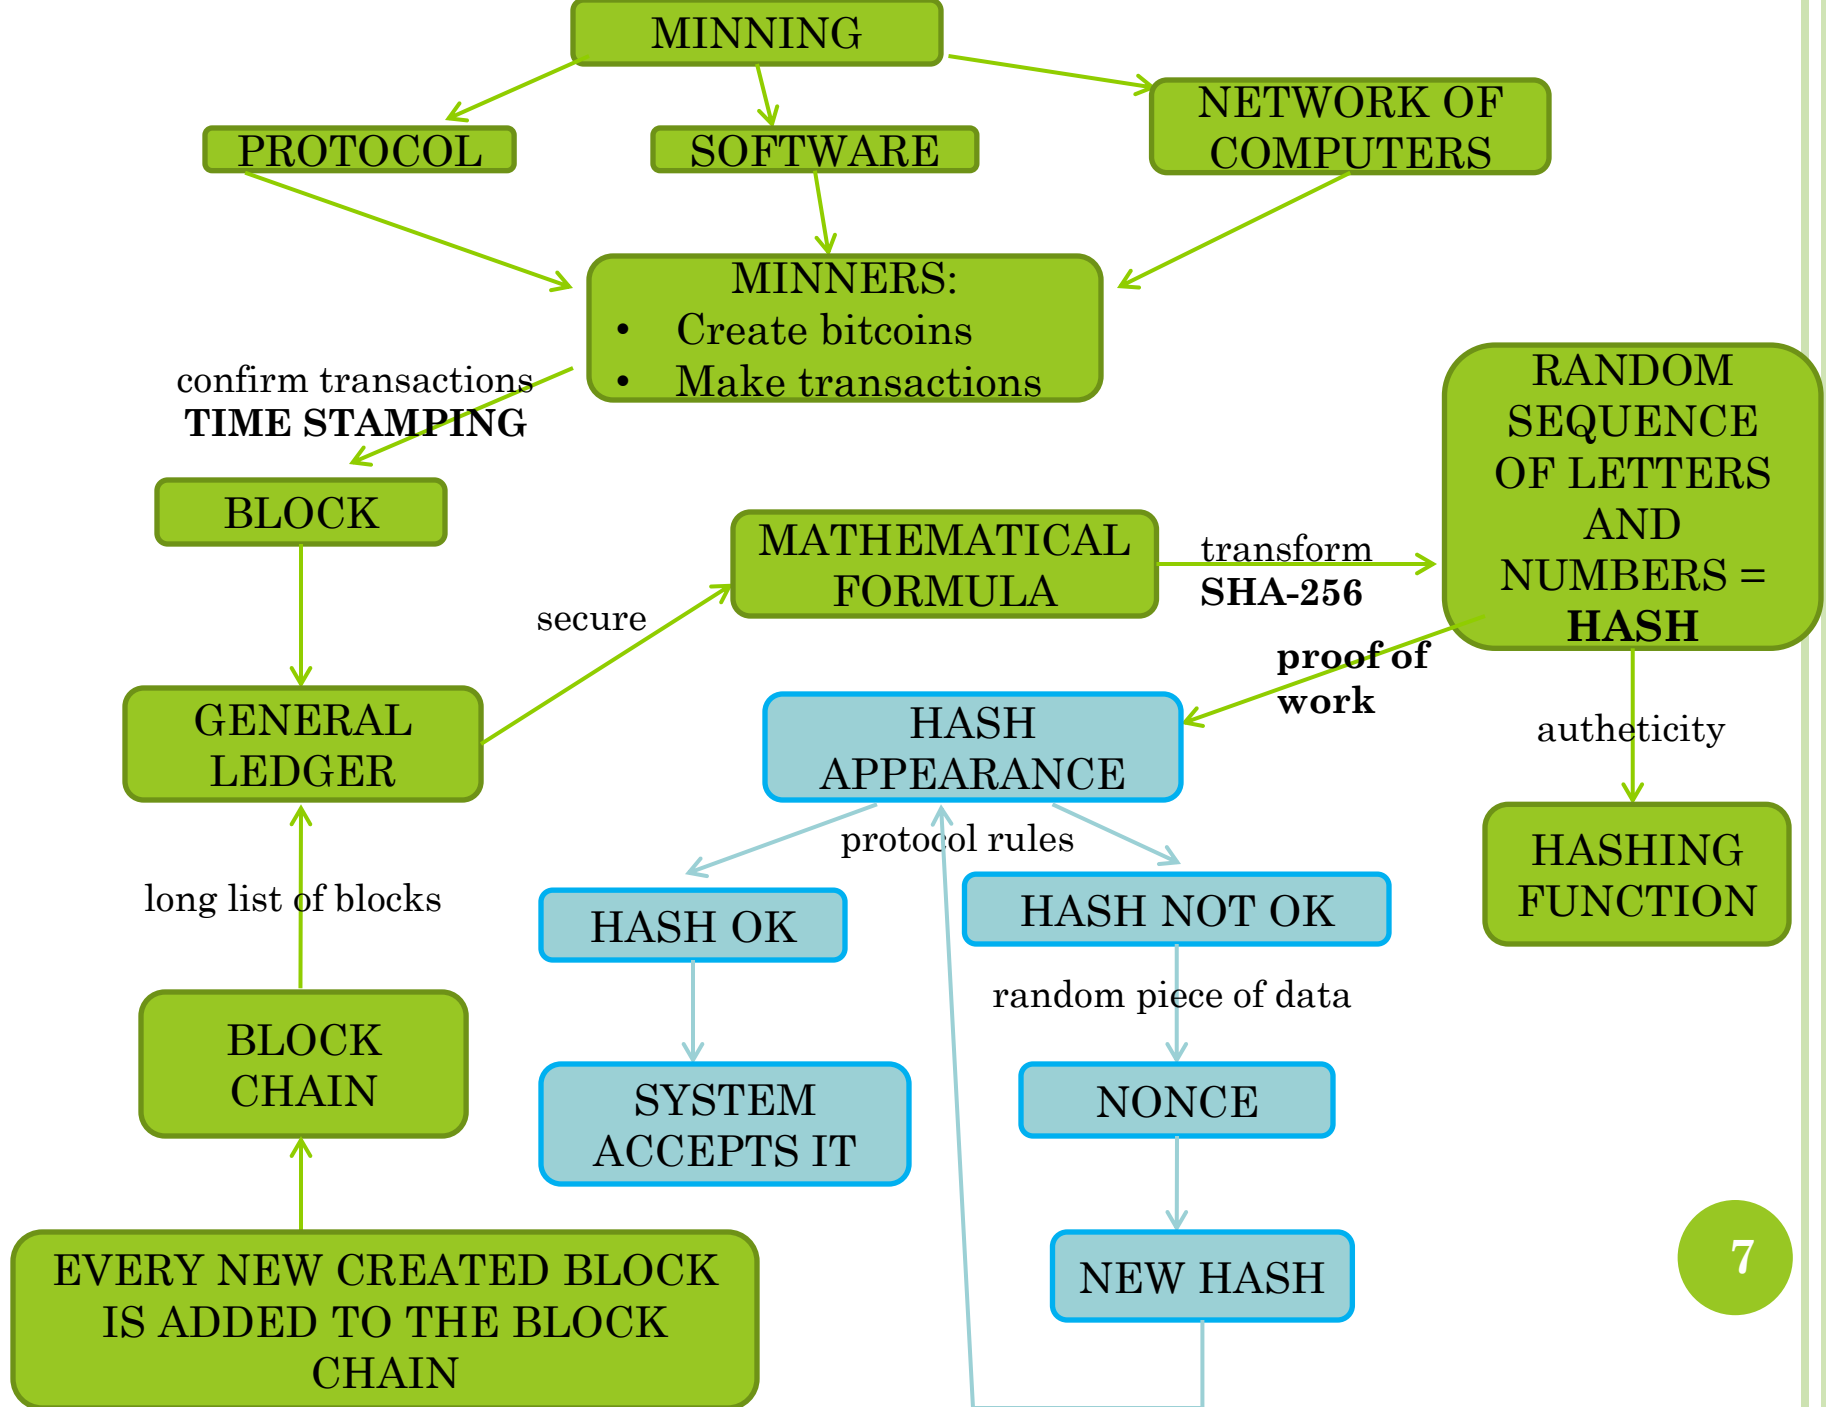 MINNING
PROTOCOL
SOFTWARE
NETWORK OF
COMPUTERS
MINNERS:
• Create bitcoins
• Make transactions
confirm transactions
TIME STAMPING
BLOCK
GENERAL
LEDGER
long list of blocks
BLOCK
CHAIN
EVERY NEW CREATED BLOCK
IS ADDED TO THE BLOCK
CHAIN
secure
MATHEMATICAL
FORMULA
transform
SHA-256
RANDOM
SEQUENCE
OF LETTERS
AND
NUMBERS =
HASH
autheticity
HASHING
FUNCTION
proof of
work
HASH
APPEARANCE
protocol rules
HASH OK
SYSTEM
ACCEPTS IT
HASH NOT OK
random piece of data
NONCE
NEW HASH
7